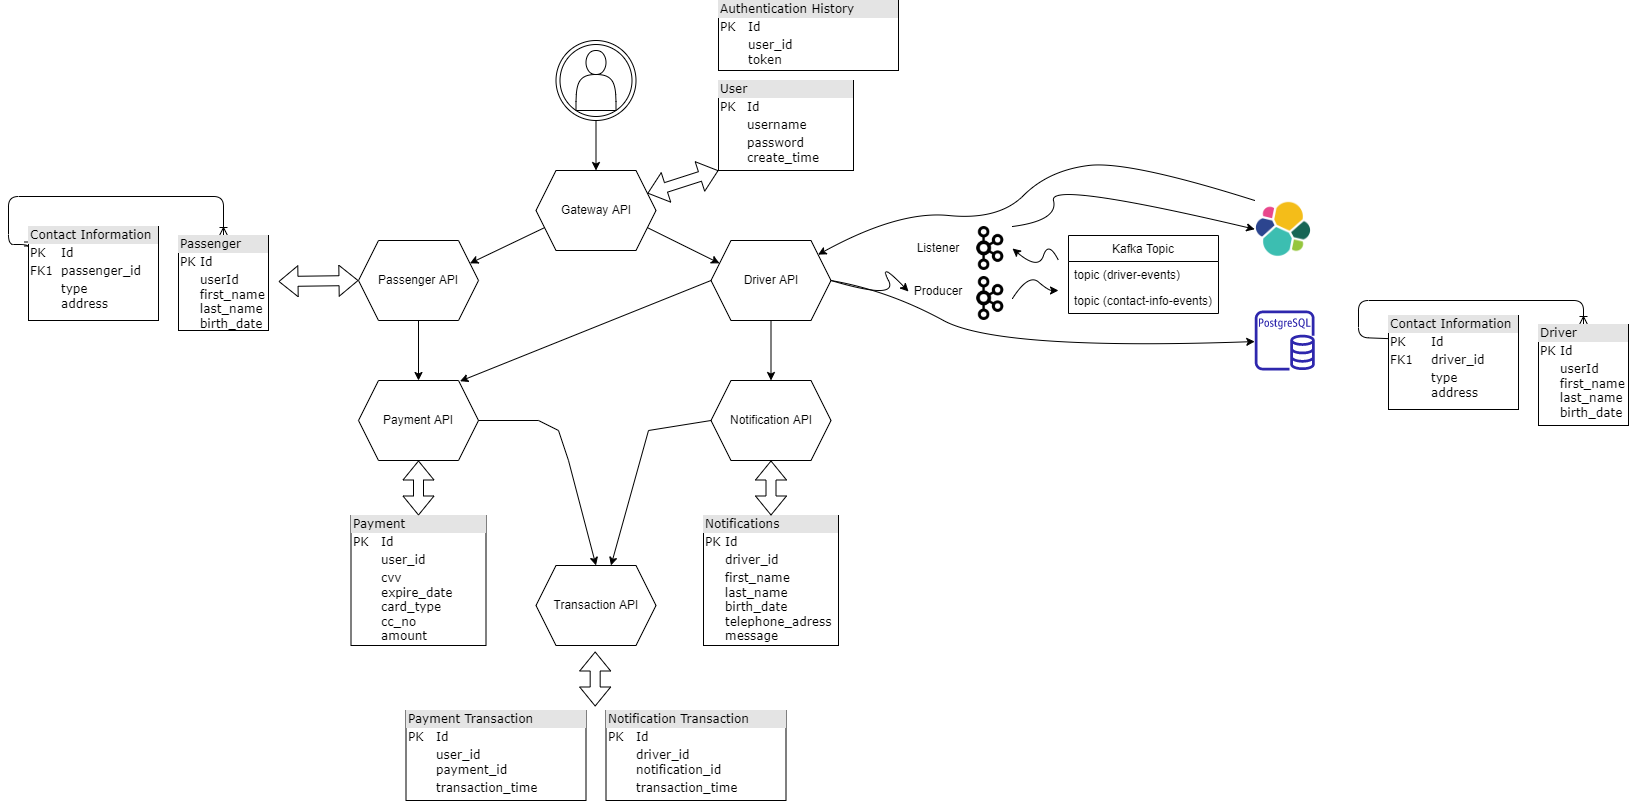 Authentication History
PK Id
user_id
token
User
PK Id
username
password
create_time
Gateway API
Contact Information
PK Id
FK1 passenger_id
type
address
Passenger
PK Id
userId
first_name
last_name
birth_date
Passenger API
Driver API
Listener
Producer
Kafka Topic
topic (driver-events)
topic (contact-info-events)
PostgreSQL
Contact Information
PK Id
FK1 driver_id
type
address
Driver
PK Id
userId
first_name
last_name
birth_date
Payment API
Notification API
Payment
PK Id
user_id
cvv
expire_date
card_type
cc_no
amount
Notifications
PK Id
driver_id
first_name
last_name
birth_date
telephone_adress
message
Transaction API
Payment Transaction
PK Id
user_id
payment_id
transaction_time
Notification Transaction
PK Id
driver_id
notification_id
transaction_time